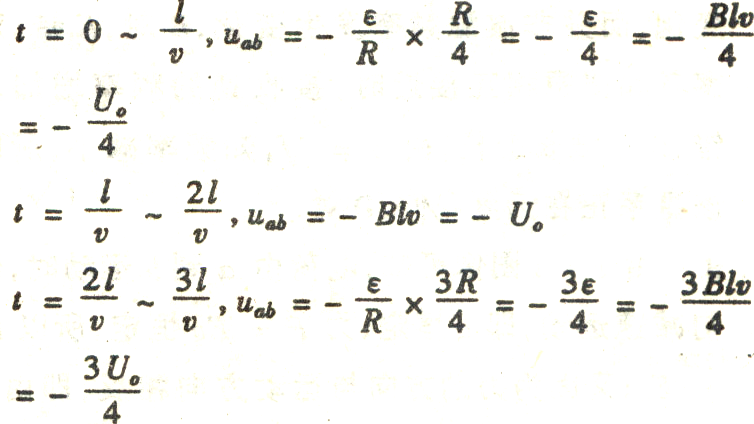 t = 0 ~ l/v, u_ab = - ε/R × R/4 = - ε/4 = - Blv/4
= - U_o/4
t = l/v ~ 2l/v, u_ab = - Blv = - U_o
t = 2l/v ~ 3l/v, u_ab = - ε/R × 3R/4 = - 3ε/4 = - 3Blv/4
= - 3U_o/4